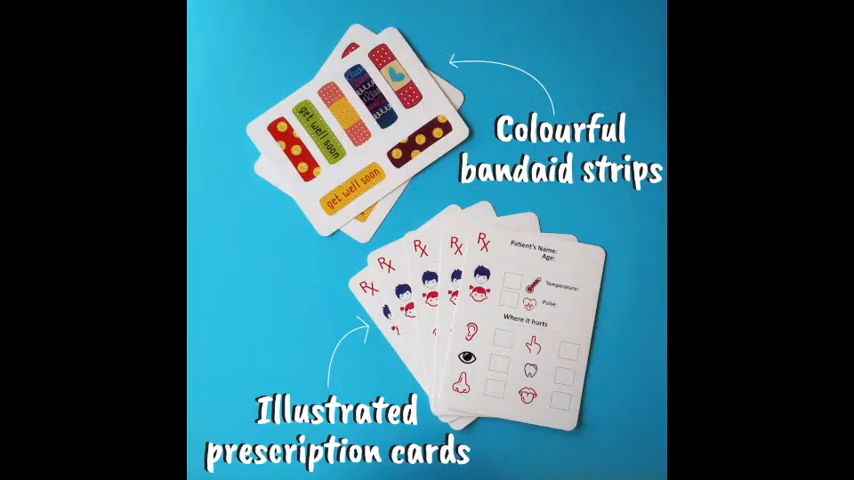 get well soon
get well soon
Colourful
bandaid strips
Rx
Rx
Rx
Rx
Rx
Patient's Name:
Age:
Temperature:
Pulse:
Where it hurts
Illustrated
prescription cards